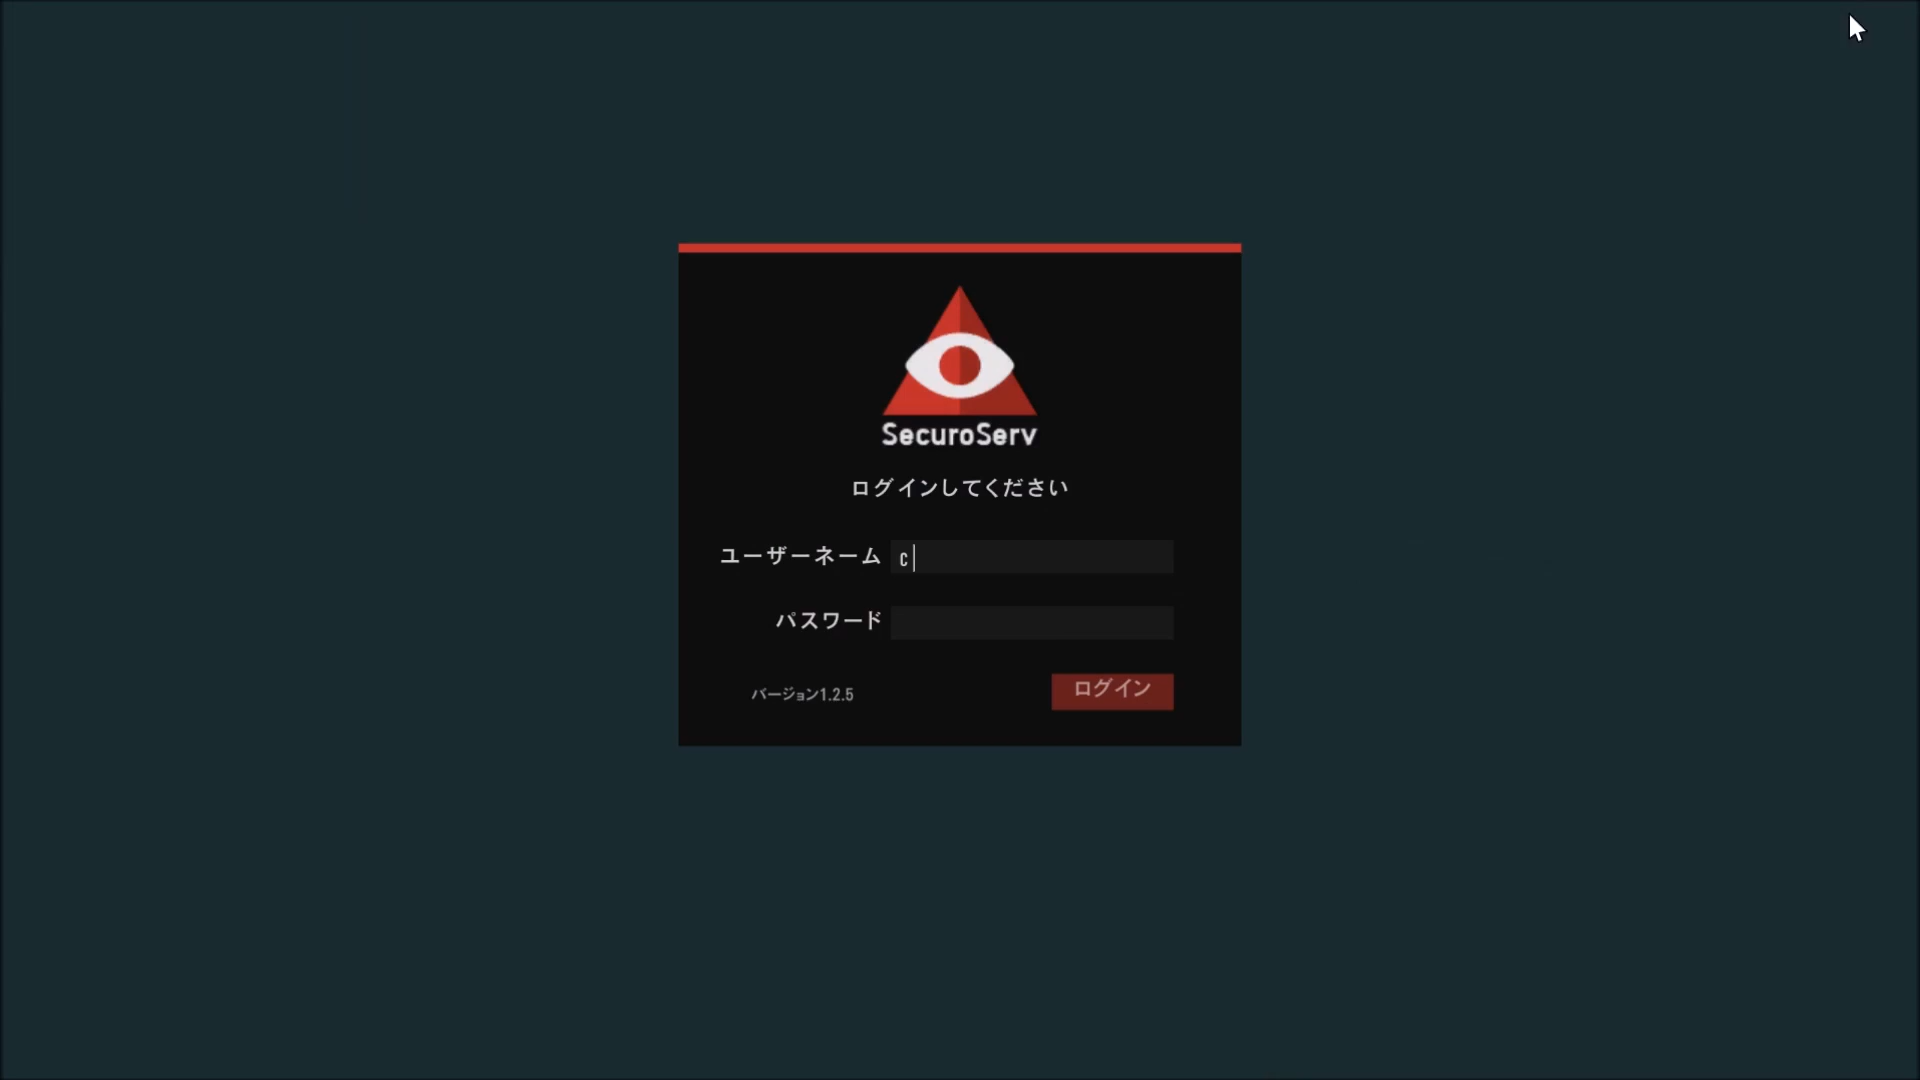 SecuroServ
ログインしてください
ユーザーネーム c
パスワード
バージョン1.2.5
ログイン